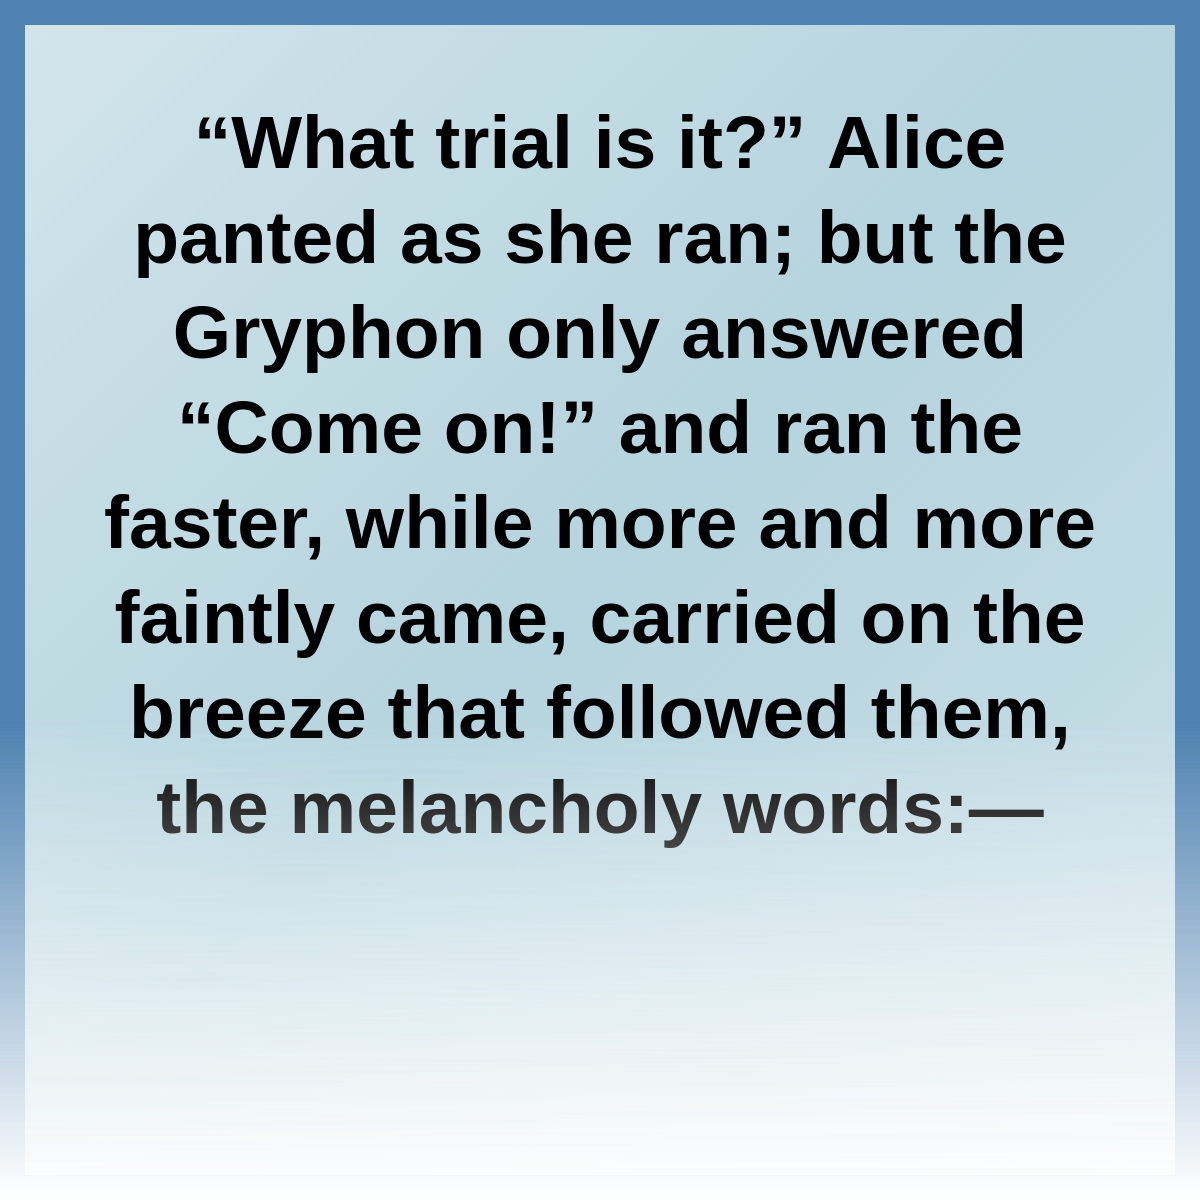 “What trial is it?” Alice
panted as she ran; but the
Gryphon only answered
“Come on!” and ran the
faster, while more and more
faintly came, carried on the
breeze that followed them,
the melancholy words:—